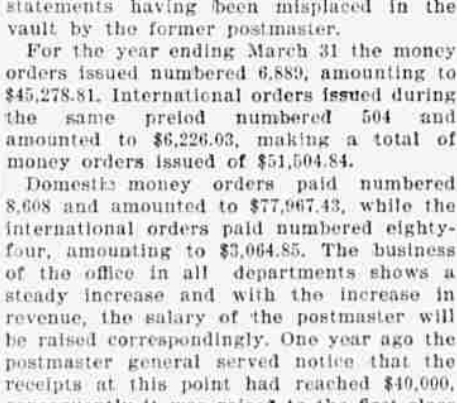 statements having been misplaced in the
vault by the former postmaster.
For the year ending March 31 the money
orders issued numbered 6,889, amounting to
$45,278.81. International orders issued during
the same preiod numbered 504 and
amounted to $6,226.03, making a total of
money orders issued of $51,504.84.
Domestic money orders paid numbered
8,608 and amounted to $77,967.43, while the
international orders paid numbered eighty-
four, amounting to $3,064.85. The business
of the office in all departments shows a
steady increase and with the increase in
revenue, the salary of the postmaster will
be raised correspondingly. One year ago the
postmaster general served notice that the
receipts at this point had reached $40,000,